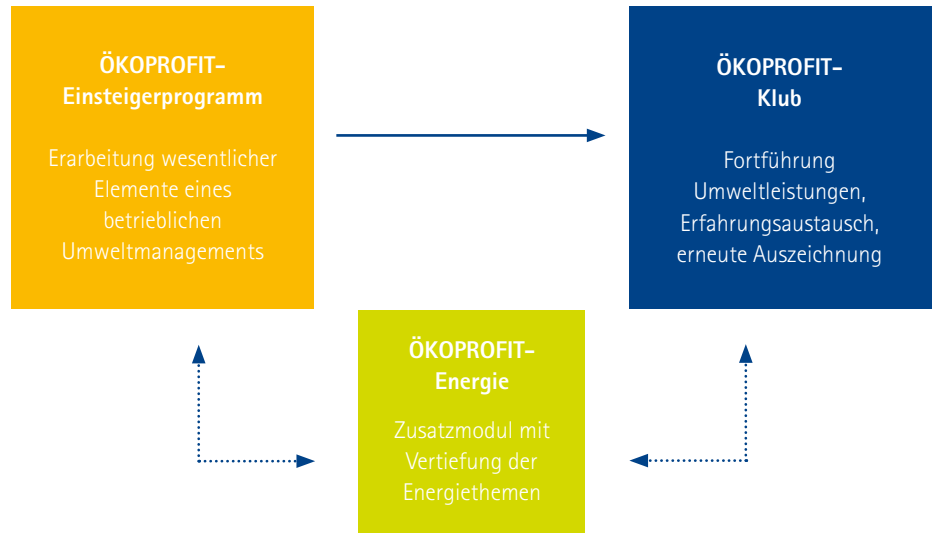 ÖKOPROFIT–
Einsteigerprogramm
Erarbeitung wesentlicher
Elemente eines
betrieblichen
Umweltmanagements
ÖKOPROFIT–
Klub
Fortführung
Umweltleistungen,
Erfahrungsaustausch,
erneute Auszeichnung
ÖKOPROFIT–
Energie
Zusatzmodul mit
Vertiefung der
Energiethemen